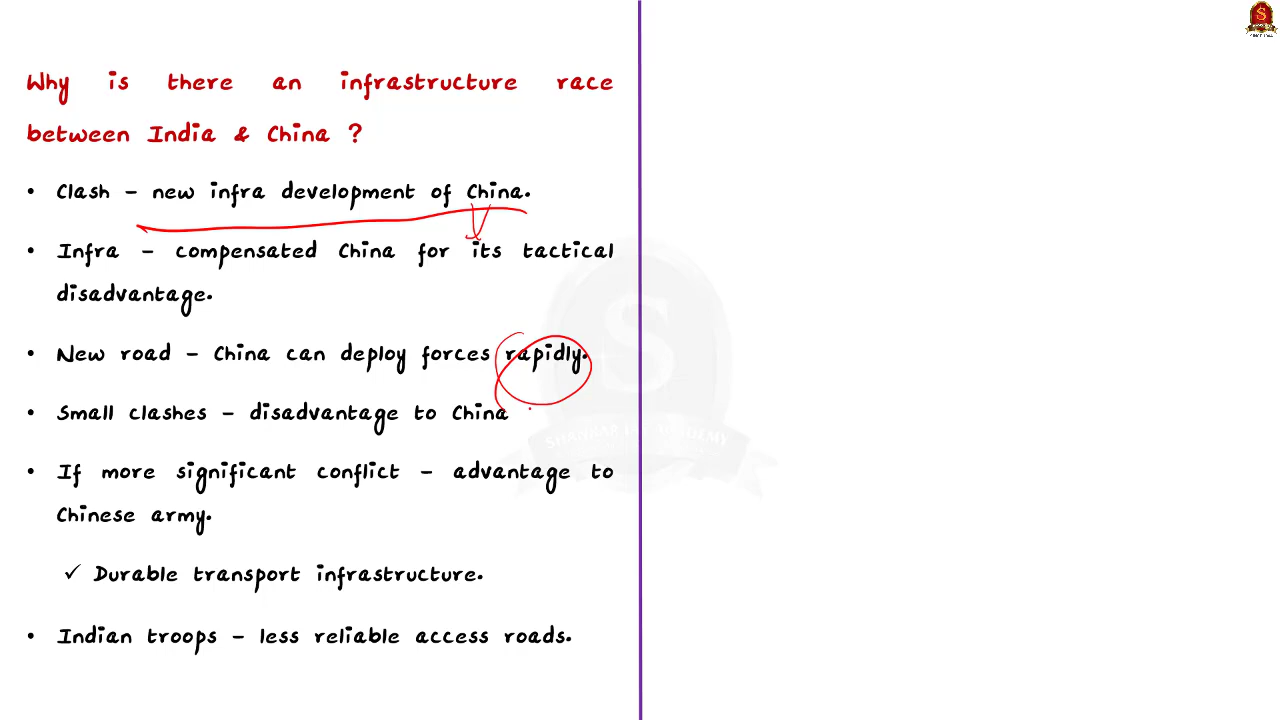 Why is there an infrastructure race
between India & China ?
• Clash – new infra development of China.
• Infra – compensated China for its tactical
disadvantage.
• New road – China can deploy forces rapidly.
• Small clashes – disadvantage to China
• If more significant conflict – advantage to
Chinese army.
✓ Durable transport infrastructure.
• Indian troops – less reliable access roads.
S